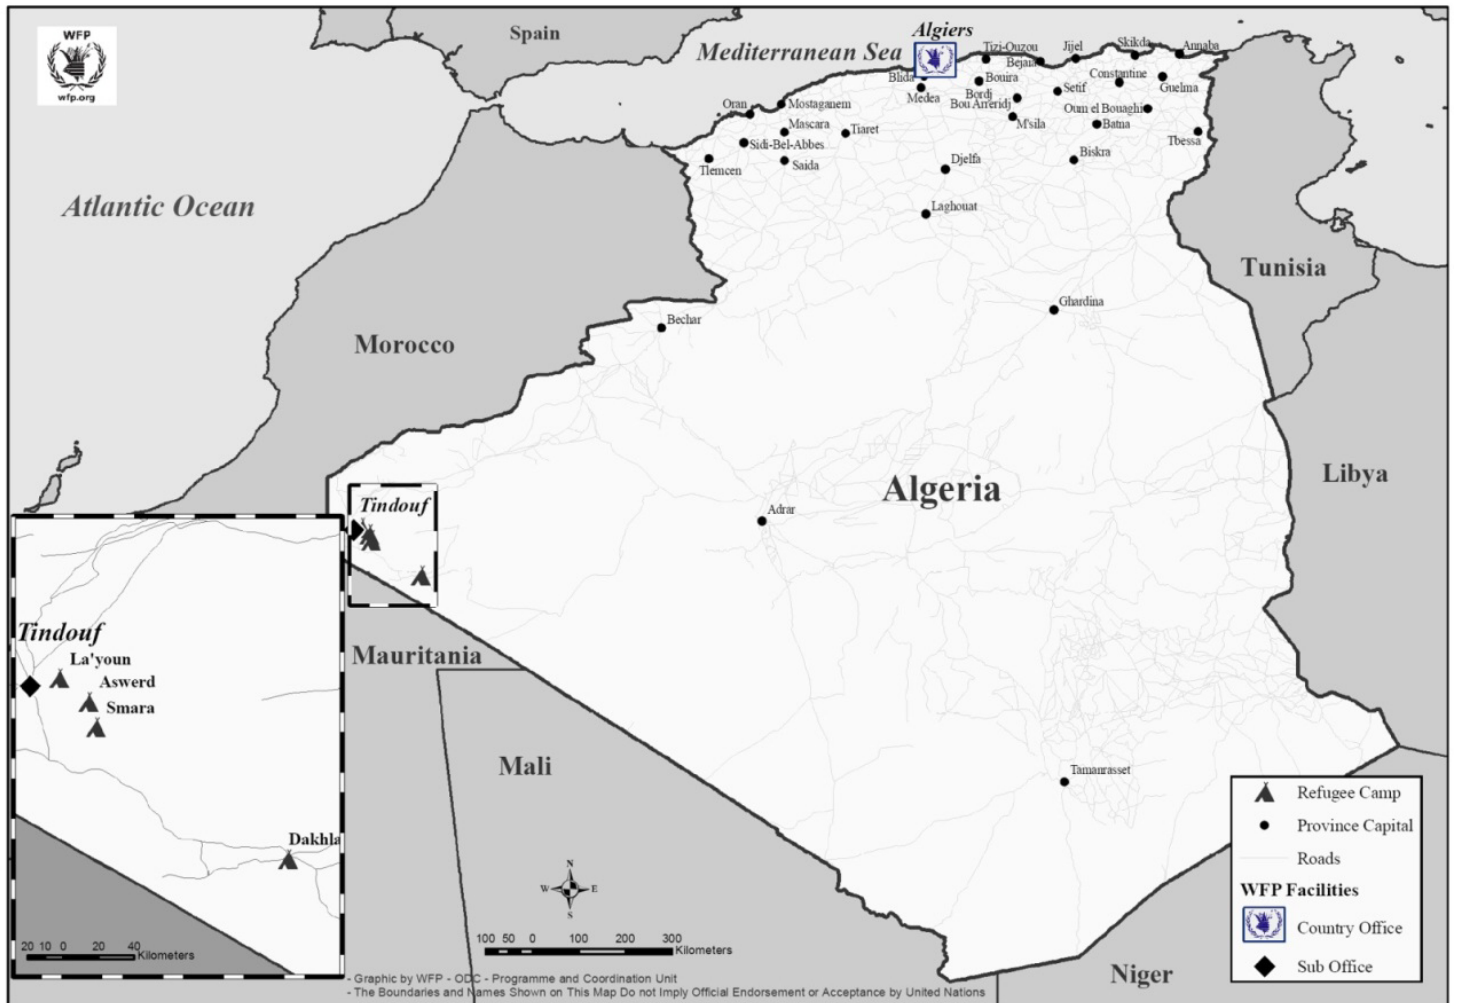 WFP
wfp.org
Spain
Mediterranean Sea
Algiers
Tizi-Ouzou
Jijel
Skikda
Annaba
Bejaia
Blida
Bouira
Constantine
Medea
Bordj
Bou Arreridj
Setif
Guelma
Oum el Bouaghi
Oran
Mostaganem
Mascara
Tiaret
M'sila
Batna
Tbessa
Sidi-Bel-Abbes
Saida
Tlemcen
Djelfa
Biskra
Laghouat
Atlantic Ocean
Tunisia
Ghardina
Bechar
Morocco
Algeria
Libya
Tindouf
Adrar
Tindouf
La'youn
Aswerd
Smara
Dakhla
20 10 0 20 40
Kilometers
Mauritania
Mali
Tamanrasset
N
W E
S
100 50 0 100 200 300
Kilometers
Niger
Refugee Camp
Province Capital
Roads
WFP Facilities
Country Office
Sub Office
- Graphic by WFP - ODC - Programme and Coordination Unit
- The Boundaries and Names Shown on This Map Do not Imply Official Endorsement or Acceptance by United Nations